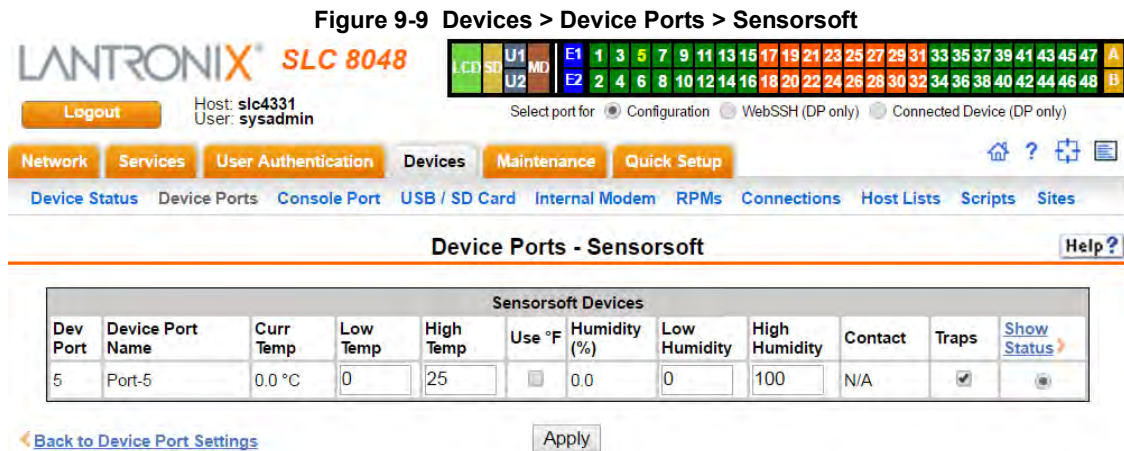 Figure 9-9 Devices > Device Ports > Sensorsoft
LANTRONIX® SLC 8048
LCD SD U1 MD E1 1 3 5 7 9 11 13 15 17 19 21 23 25 27 29 31 33 35 37 39 41 43 45 47 A
U2 E2 2 4 6 8 10 12 14 16 18 20 22 24 26 28 30 32 34 36 38 40 42 44 46 48 B
Logout
Host: slc4331
User: sysadmin
Select port for Configuration WebSSH (DP only) Connected Device (DP only)
Network Services User Authentication Devices Maintenance Quick Setup ?
Device Status Device Ports Console Port USB / SD Card Internal Modem RPMs Connections Host Lists Scripts Sites
Device Ports - Sensorsoft
Help?
Sensorsoft Devices
Dev Port Device Port Name Curr Temp Low Temp High Temp Use °F Humidity (%) Low Humidity High Humidity Contact Traps Show Status
5 Port-5 0.0 °C 0 25 0.0 0 100 N/A
Back to Device Port Settings
Apply